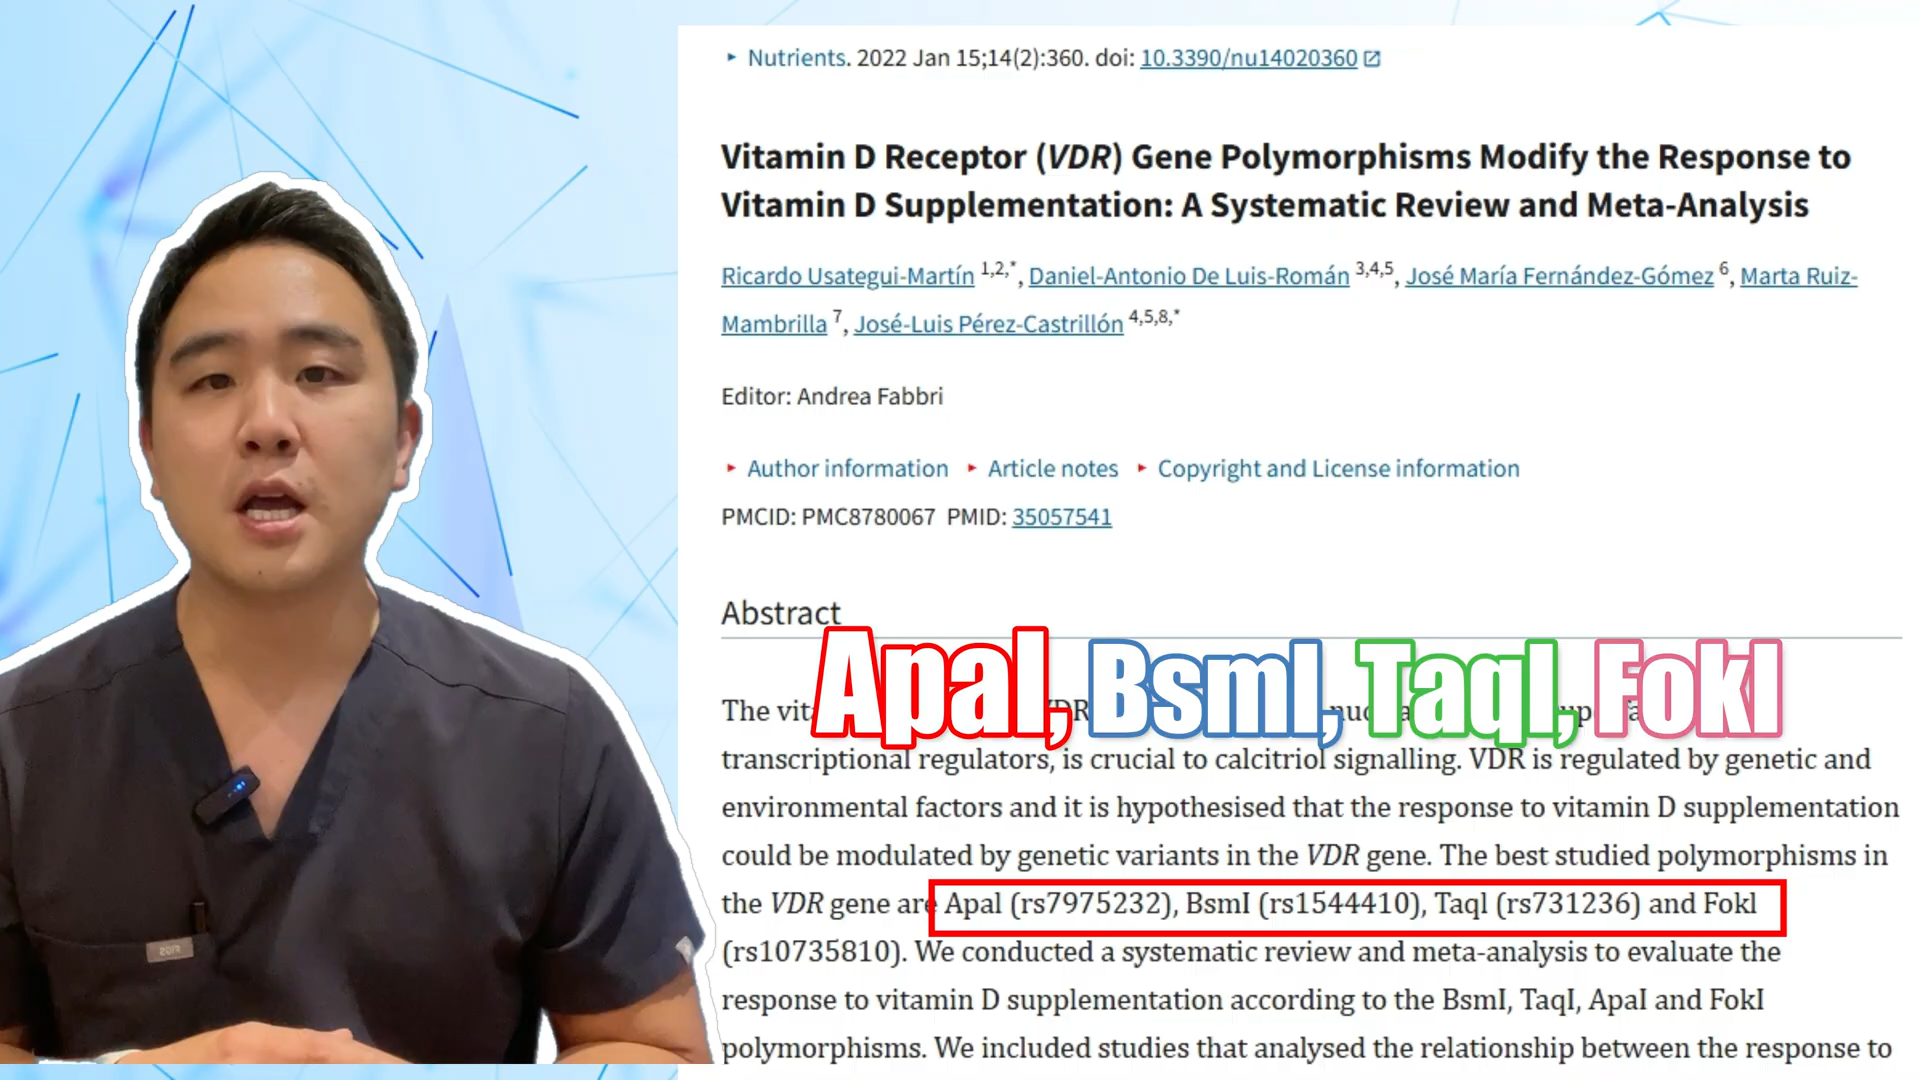 Nutrients. 2022 Jan 15;14(2):360. doi: 10.3390/nu14020360
Vitamin D Receptor (VDR) Gene Polymorphisms Modify the Response to
Vitamin D Supplementation: A Systematic Review and Meta-Analysis
Ricardo Usategui-Martín 1,2,*, Daniel-Antonio De Luis-Román 3,4,5, José María Fernández-Gómez 6, Marta Ruiz-
Mambrilla 7, José-Luis Pérez-Castrillón 4,5,8,*
Editor: Andrea Fabbri
Author information Article notes Copyright and License information
PMCID: PMC8780067 PMID: 35057541
Abstract
ApaI, BsmI, TaqI, FokI
The
transcriptional regulators, is crucial to calcitriol signalling. VDR is regulated by genetic and
environmental factors and it is hypothesised that the response to vitamin D supplementation
could be modulated by genetic variants in the VDR gene. The best studied polymorphisms in
the VDR gene are Apal (rs7975232), BsmI (rs1544410), Taql (rs731236) and Fokl
(rs10735810). We conducted a systematic review and meta-analysis to evaluate the
response to vitamin D supplementation according to the BsmI, TaqI, ApaI and FokI
polymorphisms. We included studies that analysed the relationship between the response to